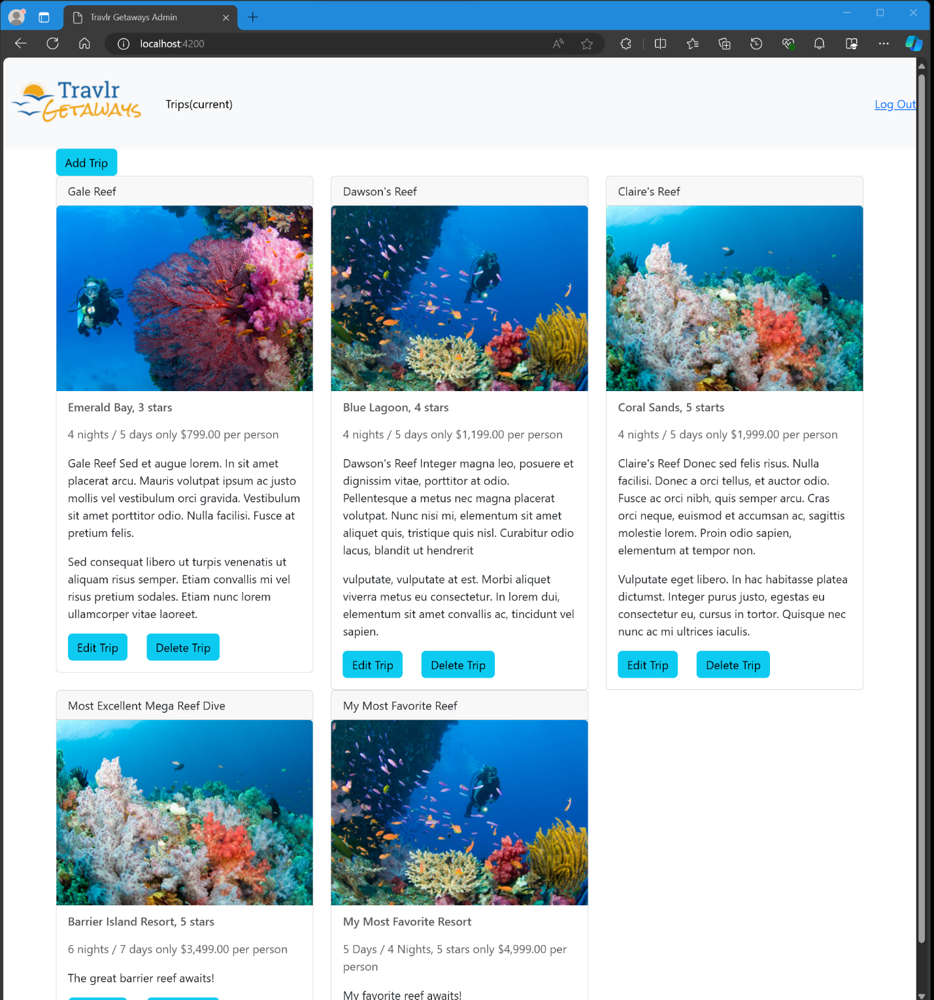 Travlr Getaways Admin
localhost:4200
Travlr
GETAWAYS
Trips(current)
Log Out
Add Trip
Gale Reef
Emerald Bay, 3 stars
4 nights / 5 days only $799.00 per person
Gale Reef Sed et augue lorem. In sit amet
placerat arcu. Mauris volutpat ipsum ac justo
mollis vel vestibulum orci gravida. Vestibulum
sit amet porttitor odio. Nulla facilisi. Fusce at
pretium felis.
Sed consequat libero ut turpis venenatis ut
aliquam risus semper. Etiam convallis mi vel
risus pretium sodales. Etiam nunc lorem
ullamcorper vitae laoreet.
Edit Trip
Delete Trip
Dawson's Reef
Blue Lagoon, 4 stars
4 nights / 5 days only $1,199.00 per person
Dawson's Reef Integer magna leo, posuere et
dignissim vitae, porttitor at odio.
Pellentesque a metus nec magna placerat
volutpat. Nunc nisi mi, elementum sit amet
aliquet quis, tristique quis nisl. Curabitur odio
lacus, blandit ut hendrerit
vulputate, vulputate at est. Morbi aliquet
viverra metus eu consectetur. In lorem dui,
elementum sit amet convallis ac, tincidunt vel
sapien.
Edit Trip
Delete Trip
Claire's Reef
Coral Sands, 5 starts
4 nights / 5 days only $1,999.00 per person
Claire's Reef Donec sed felis risus. Nulla
facilisi. Donec a orci tellus, et auctor odio.
Fusce ac orci nibh, quis semper arcu. Cras
orci neque, euismod et accumsan ac, sagittis
molestie lorem. Proin odio sapien,
elementum at tempor non.
Vulputate eget libero. In hac habitasse platea
dictumst. Integer purus justo, egestas eu
consectetur eu, cursus in tortor. Quisque nec
nunc ac mi ultrices iaculis.
Edit Trip
Delete Trip
Most Excellent Mega Reef Dive
Barrier Island Resort, 5 stars
6 nights / 7 days only $3,499.00 per person
The great barrier reef awaits!
My Most Favorite Reef
My Most Favorite Resort
5 Days / 4 Nights, 5 stars only $4,999.00 per
person
My favorite reef awaits!